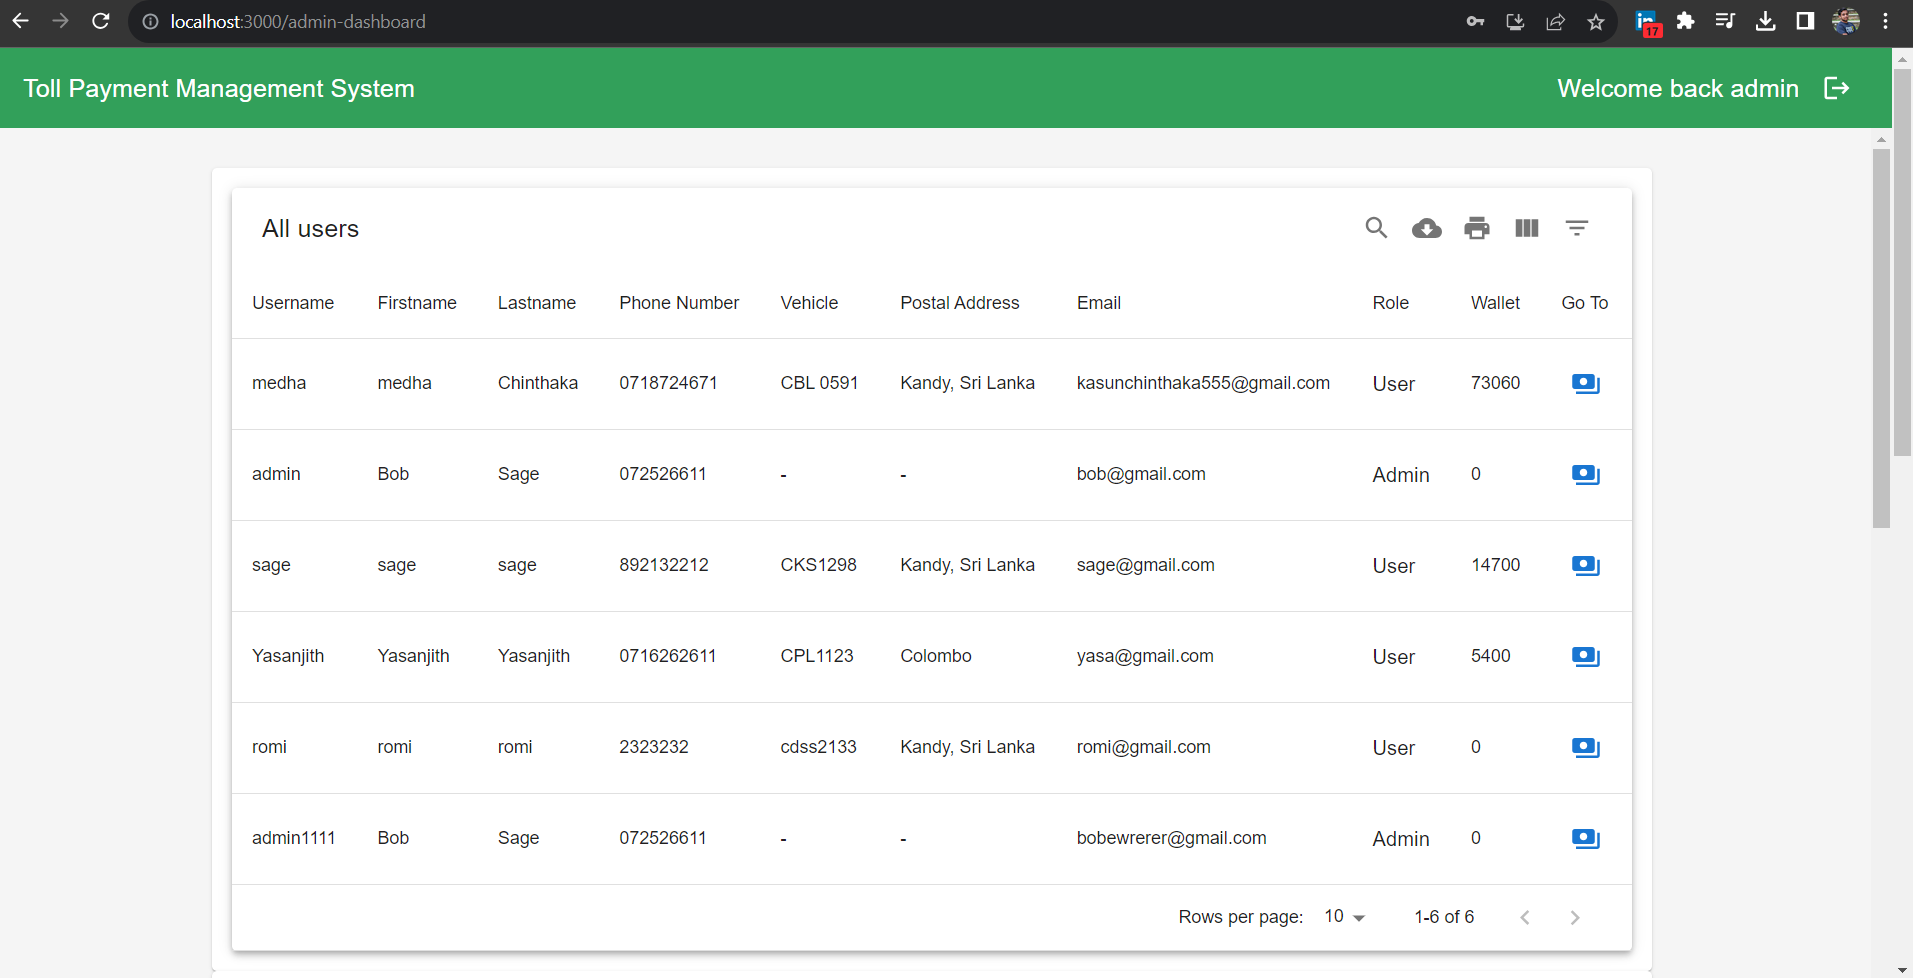 localhost:3000/admin-dashboard
17
Toll Payment Management System Welcome back admin
All users
Username Firstname Lastname Phone Number Vehicle Postal Address Email Role Wallet Go To
medha medha Chinthaka 0718724671 CBL 0591 Kandy, Sri Lanka kasunchinthaka555@gmail.com User 73060
admin Bob Sage 072526611 - - bob@gmail.com Admin 0
sage sage sage 892132212 CKS1298 Kandy, Sri Lanka sage@gmail.com User 14700
Yasanjith Yasanjith Yasanjith 0716262611 CPL1123 Colombo yasa@gmail.com User 5400
romi romi romi 2323232 cdss2133 Kandy, Sri Lanka romi@gmail.com User 0
admin1111 Bob Sage 072526611 - - bobewrerer@gmail.com Admin 0
Rows per page: 10 1-6 of 6